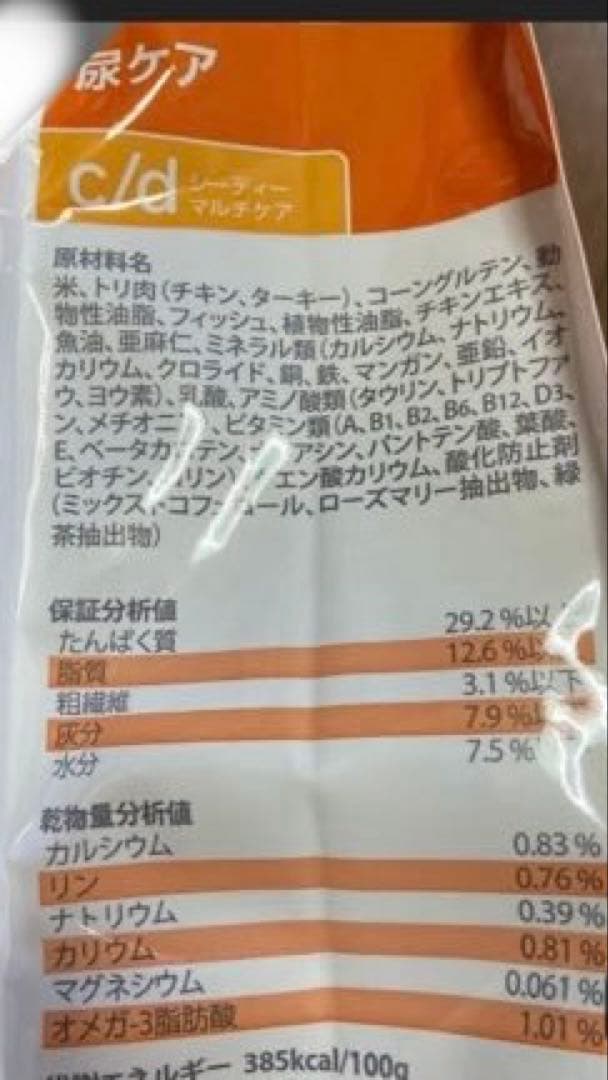 尿ケア
c/d シーディー
マルチケア
原材料名
米、トリ肉(チキン、ターキー)、コーングルテン、動
物性油脂、フィッシュ、植物性油脂、チキンエキス、
魚油、亜麻仁、ミネラル類(カルシウム、ナトリウム、
カリウム、クロライド、銅、鉄、マンガン、亜鉛、イオ
ウ、ヨウ素)、乳酸、アミノ酸類(タウリン、トリプトファ
ン、メチオニ、ビタミン類(A、B1、B2、B6、B12、D3、
E、ベータカ テン、 アシン、パントテン酸、葉酸、
ビオチン、 リン) エン酸カリウム、酸化防止剤
(ミックストコフェロール、ローズマリー抽出物、緑
茶抽出物)
保証分析値
たんぱく質 29.2%以
脂質 12.6%以
粗繊維 3.1%以下
灰分 7.9%以
水分 7.5%
乾物量分析値
カルシウム 0.83%
リン 0.76%
ナトリウム 0.39%
カリウム 0.81%
マグネシウム 0.061%
オメガ-3脂肪酸 1.01%
エネルギー 385kcal/100g